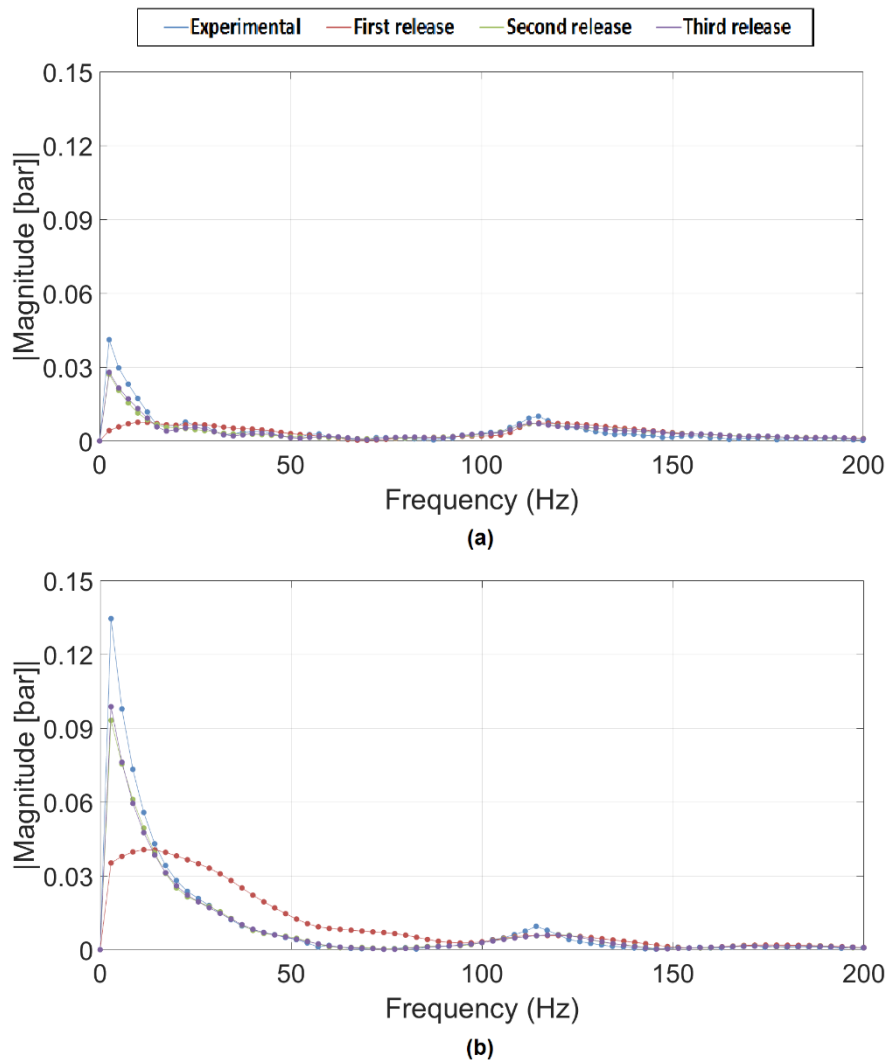 Experimental First release Second release Third release
0.15
0.12
0.09
0.06
0.03
0
|Magnitude [bar]|
0 50 100 150 200
Frequency (Hz)
(a)
0.15
0.12
0.09
0.06
0.03
0
|Magnitude [bar]|
0 50 100 150 200
Frequency (Hz)
(b)